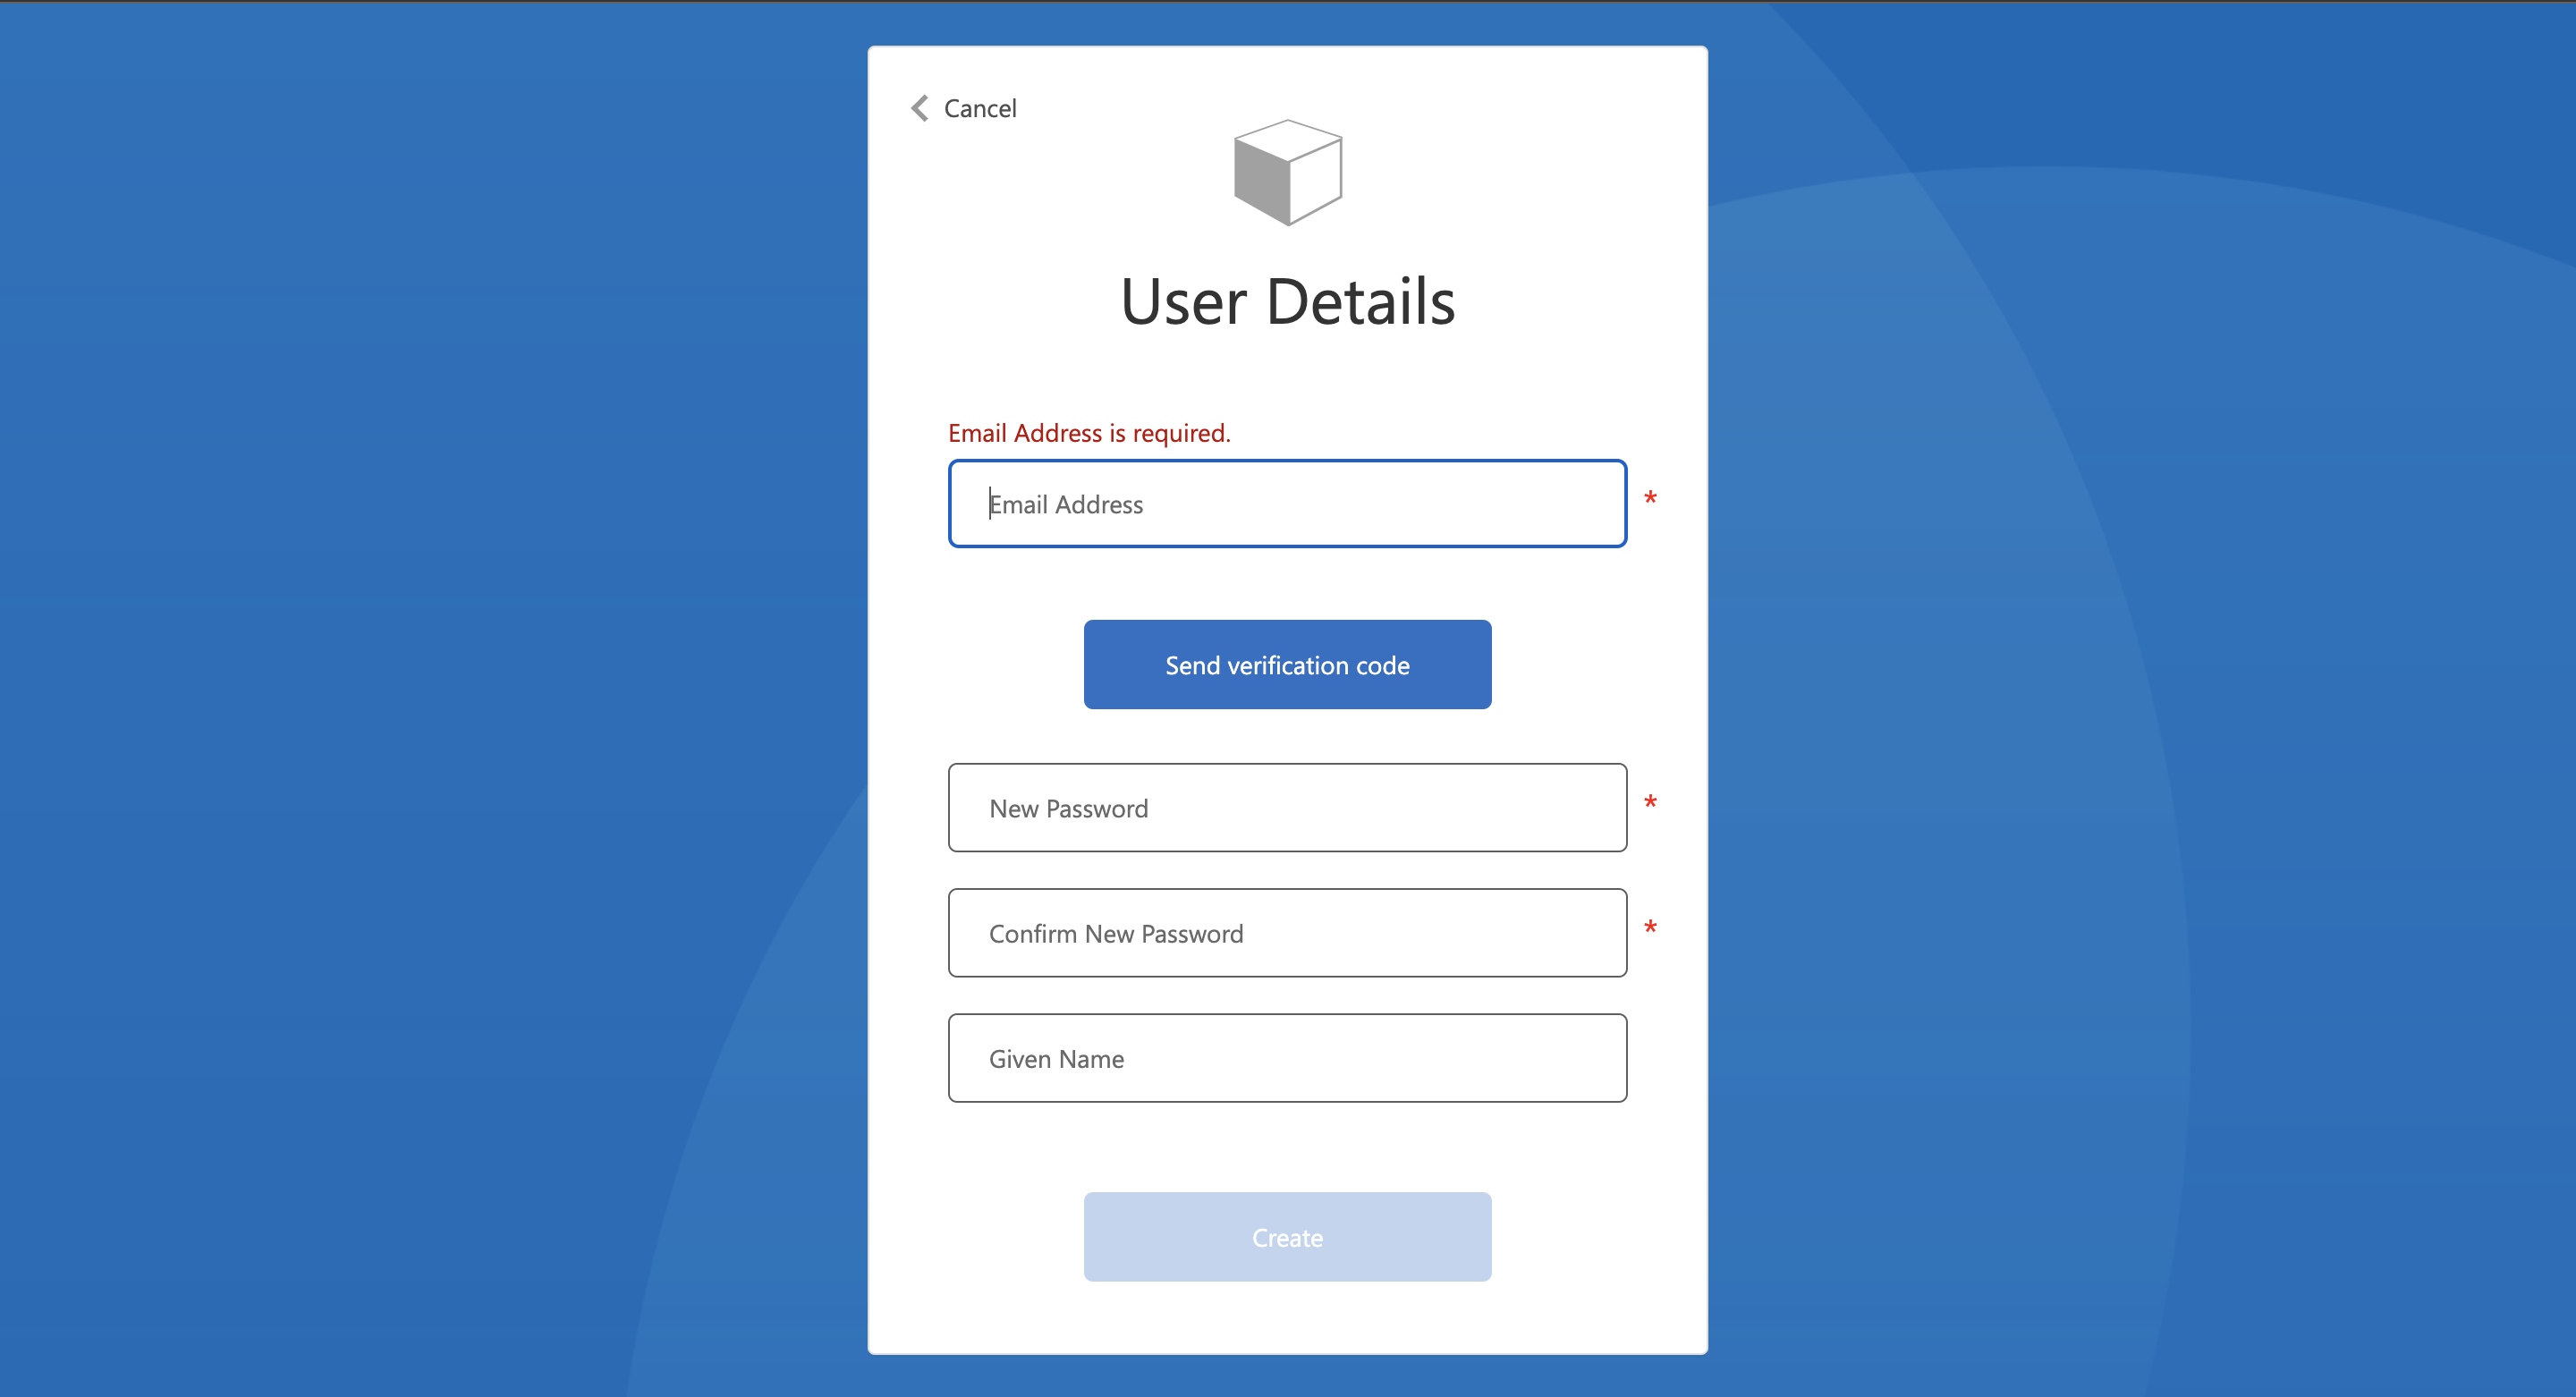 Cancel
User Details
Email Address is required.
Email Address *
Send verification code
New Password *
Confirm New Password *
Given Name
Create